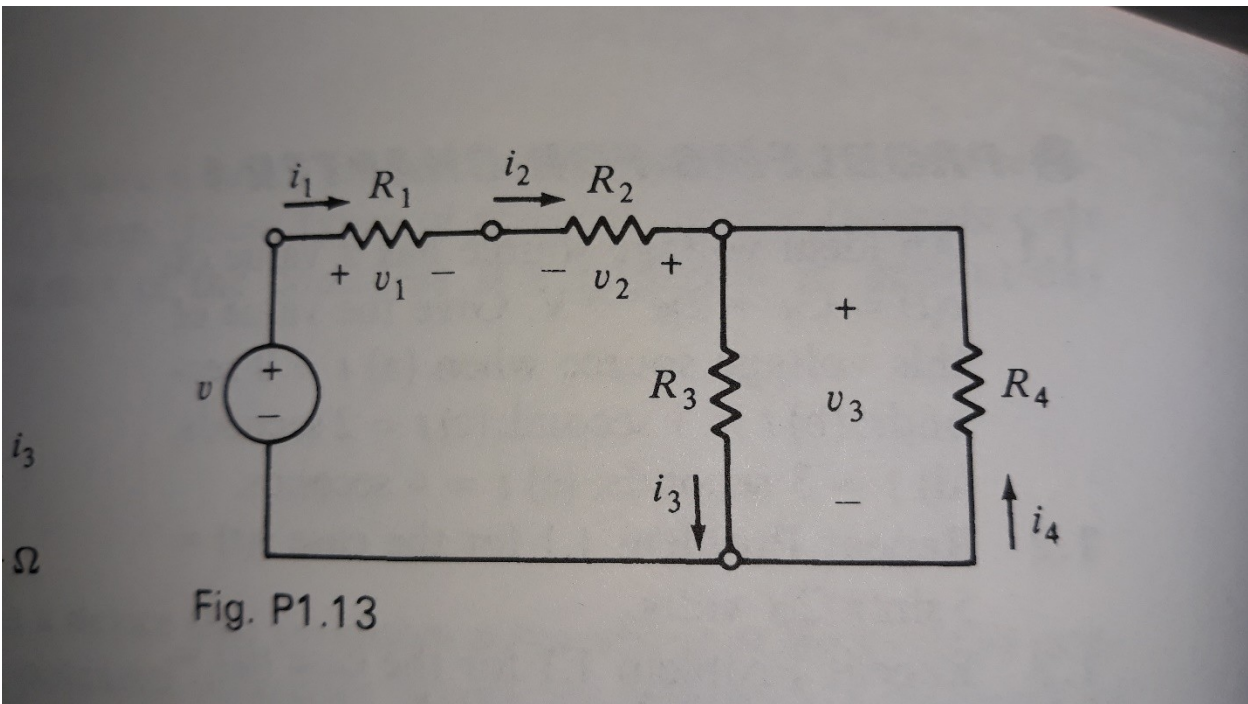 i₁ R₁ i₂ R₂
+ v₁ − − v₂ +
+
v + − R₃ v₃ R₄
i₃
i₃ − i₄
Ω
Fig. P1.13